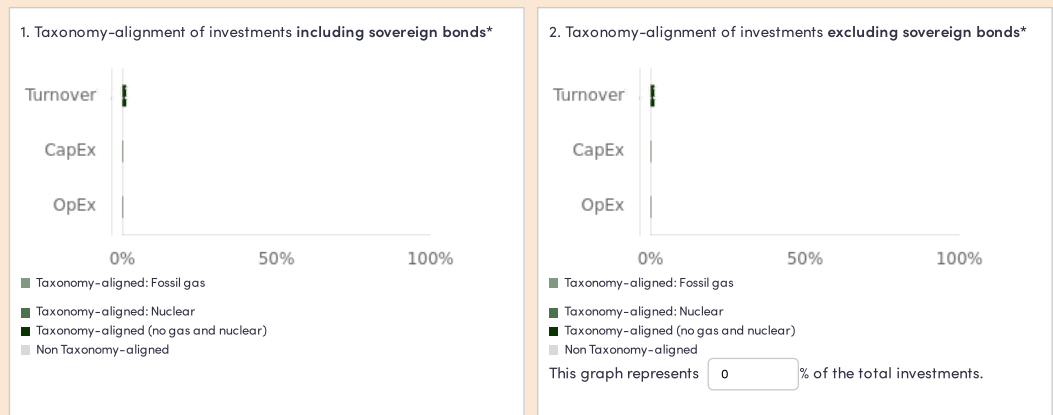 1. Taxonomy-alignment of investments including sovereign bonds*
Turnover
CapEx
OpEx
0% 50% 100%
Taxonomy-aligned: Fossil gas
Taxonomy-aligned: Nuclear
Taxonomy-aligned (no gas and nuclear)
Non Taxonomy-aligned
2. Taxonomy-alignment of investments excluding sovereign bonds*
Turnover
CapEx
OpEx
0% 50% 100%
Taxonomy-aligned: Fossil gas
Taxonomy-aligned: Nuclear
Taxonomy-aligned (no gas and nuclear)
Non Taxonomy-aligned
This graph represents 0 % of the total investments.